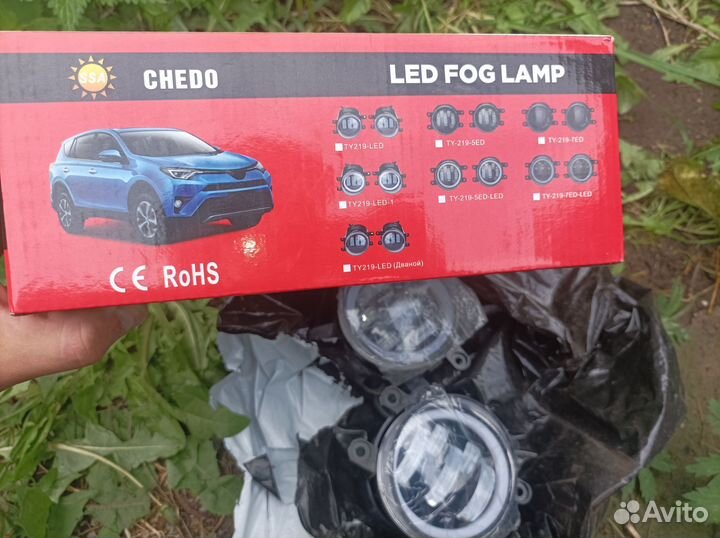 SSA
CHEDO
LED FOG LAMP
TY219-LED
TY-219-5ED
TY-219-7ED
TY219-LED-1
TY-219-5ED-LED
TY-219-7ED-LED
TY219-LED (Дваной)
CE RoHS
Avito